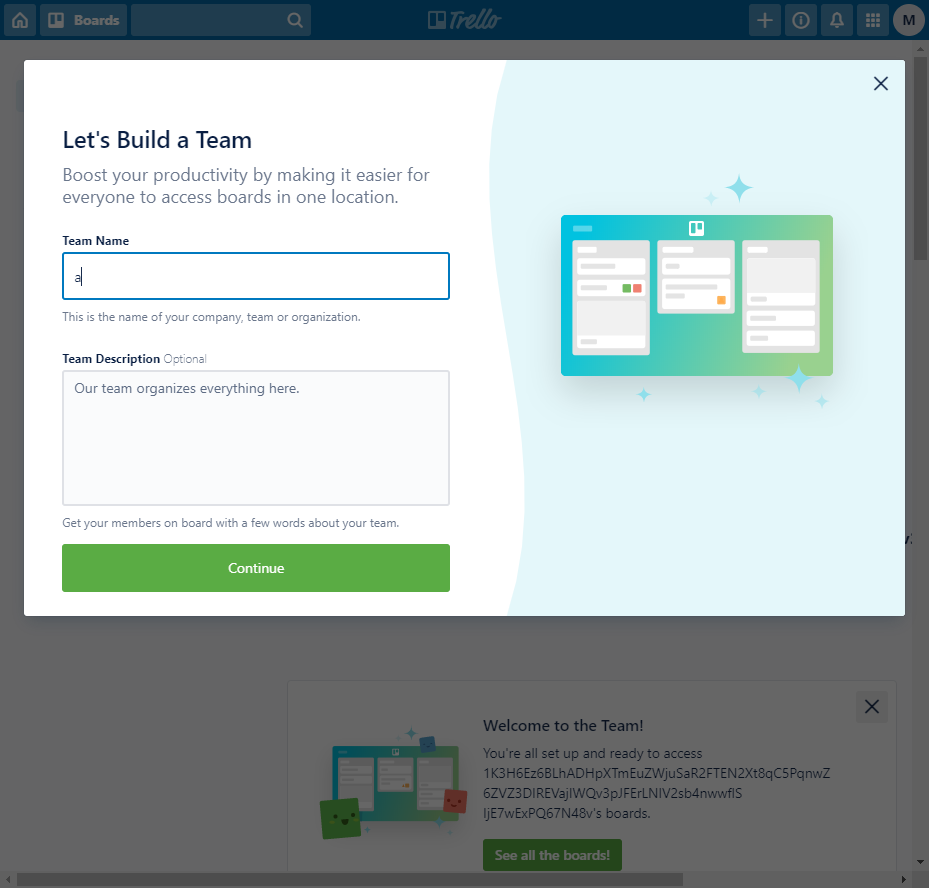 Boards
Trello
M
Let's Build a Team
Boost your productivity by making it easier for
everyone to access boards in one location.
Team Name
a
This is the name of your company, team or organization.
Team Description Optional
Our team organizes everything here.
Get your members on board with a few words about your team.
Continue
Welcome to the Team!
You're all set up and ready to access
1K3H6Ez6BLhADHpXTmEuZWjuSaR2FTEN2Xt8qC5PqnwZ
IjE7wExPQ67N48v's boards.
See all the boards!